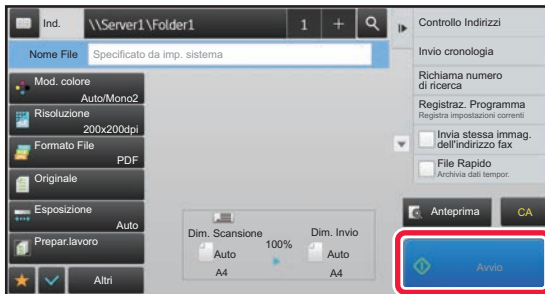 Ind. \\Server1\Folder1 1 +
Nome File Specificato da imp. sistema
Mod. colore
Auto/Mono2
Risoluzione
200x200dpi
Formato File
PDF
Originale
Esposizione
Auto
Prepar.lavoro
Altri
Dim. Scansione
Auto
A4
100%
Dim. Invio
Auto
A4
Controllo Indirizzi
Invio cronologia
Richiama numero
di ricerca
Registraz. Programma
Registra impostazioni correnti
Invia stessa immag.
dell'indirizzo fax
File Rapido
Archivia dati tempor.
Anteprima
CA
Avvio